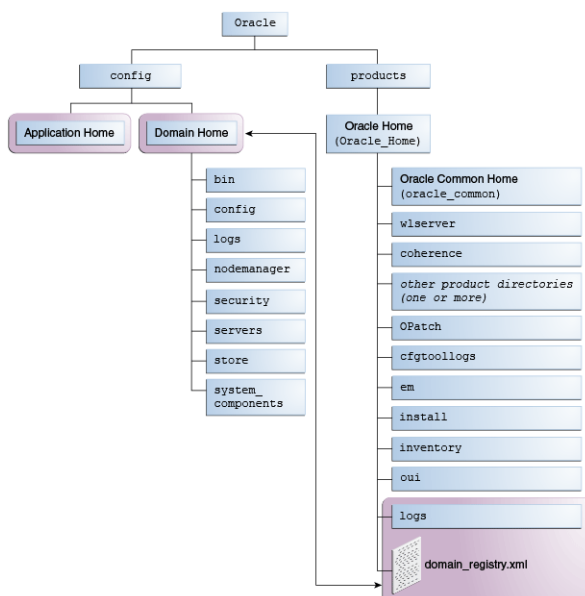 Oracle
config
products
Application Home
Domain Home
Oracle Home
(Oracle_Home)
bin
config
logs
nodemanager
security
servers
store
system_
components
Oracle Common Home
(oracle_common)
wlserver
coherence
other product directories
(one or more)
OPatch
cfgtoollogs
em
install
inventory
oui
logs
domain_registry.xml